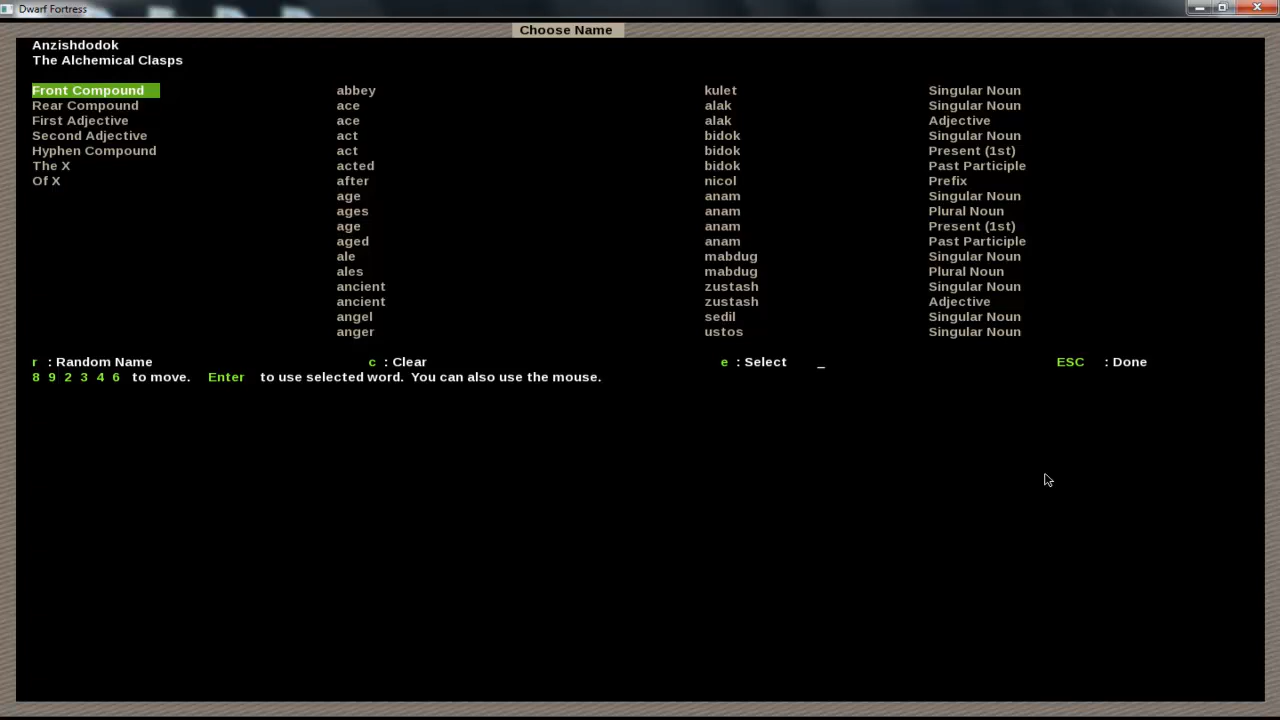 Dwarf Fortress
Choose Name
Anzishdodok
The Alchemical Clasps
Front Compound abbey kulet Singular Noun
Rear Compound ace alak Singular Noun
First Adjective ace alak Adjective
Second Adjective act bidok Singular Noun
Hyphen Compound act bidok Present (1st)
The X acted bidok Past Participle
Of X after nicol Prefix
age anam Singular Noun
ages anam Plural Noun
age anam Present (1st)
aged anam Past Participle
ale mabdug Singular Noun
ales mabdug Plural Noun
ancient zustash Singular Noun
ancient zustash Adjective
angel sedil Singular Noun
anger ustos Singular Noun
r : Random Name c : Clear e : Select _ ESC : Done
8 9 2 3 4 6 to move. Enter to use selected word. You can also use the mouse.